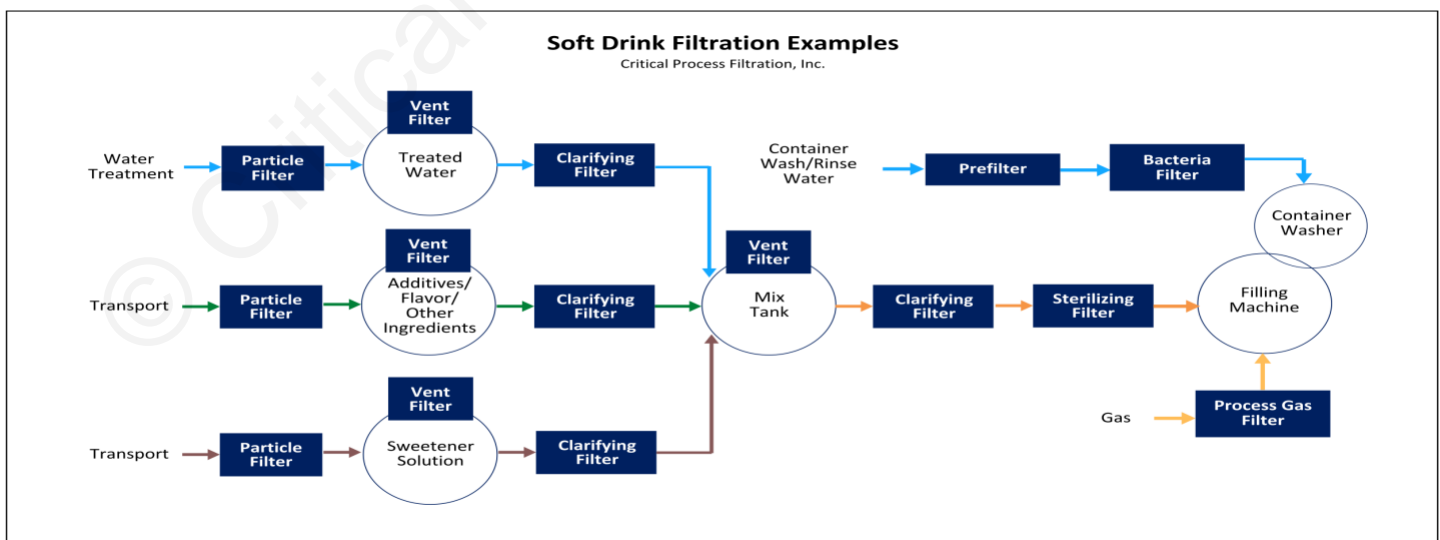 Soft Drink Filtration Examples
Critical Process Filtration, Inc.
Vent
Filter
Water
Treatment
Particle
Filter
Treated
Water
Clarifying
Filter
Container
Wash/Rinse
Water
Prefilter
Bacteria
Filter
Container
Washer
Vent
Filter
Transport
Particle
Filter
Additives/
Flavor/
Other
Ingredients
Clarifying
Filter
Vent
Filter
Mix
Tank
Clarifying
Filter
Sterilizing
Filter
Filling
Machine
Vent
Filter
Transport
Particle
Filter
Sweetener
Solution
Clarifying
Filter
Gas
Process Gas
Filter
© Critical